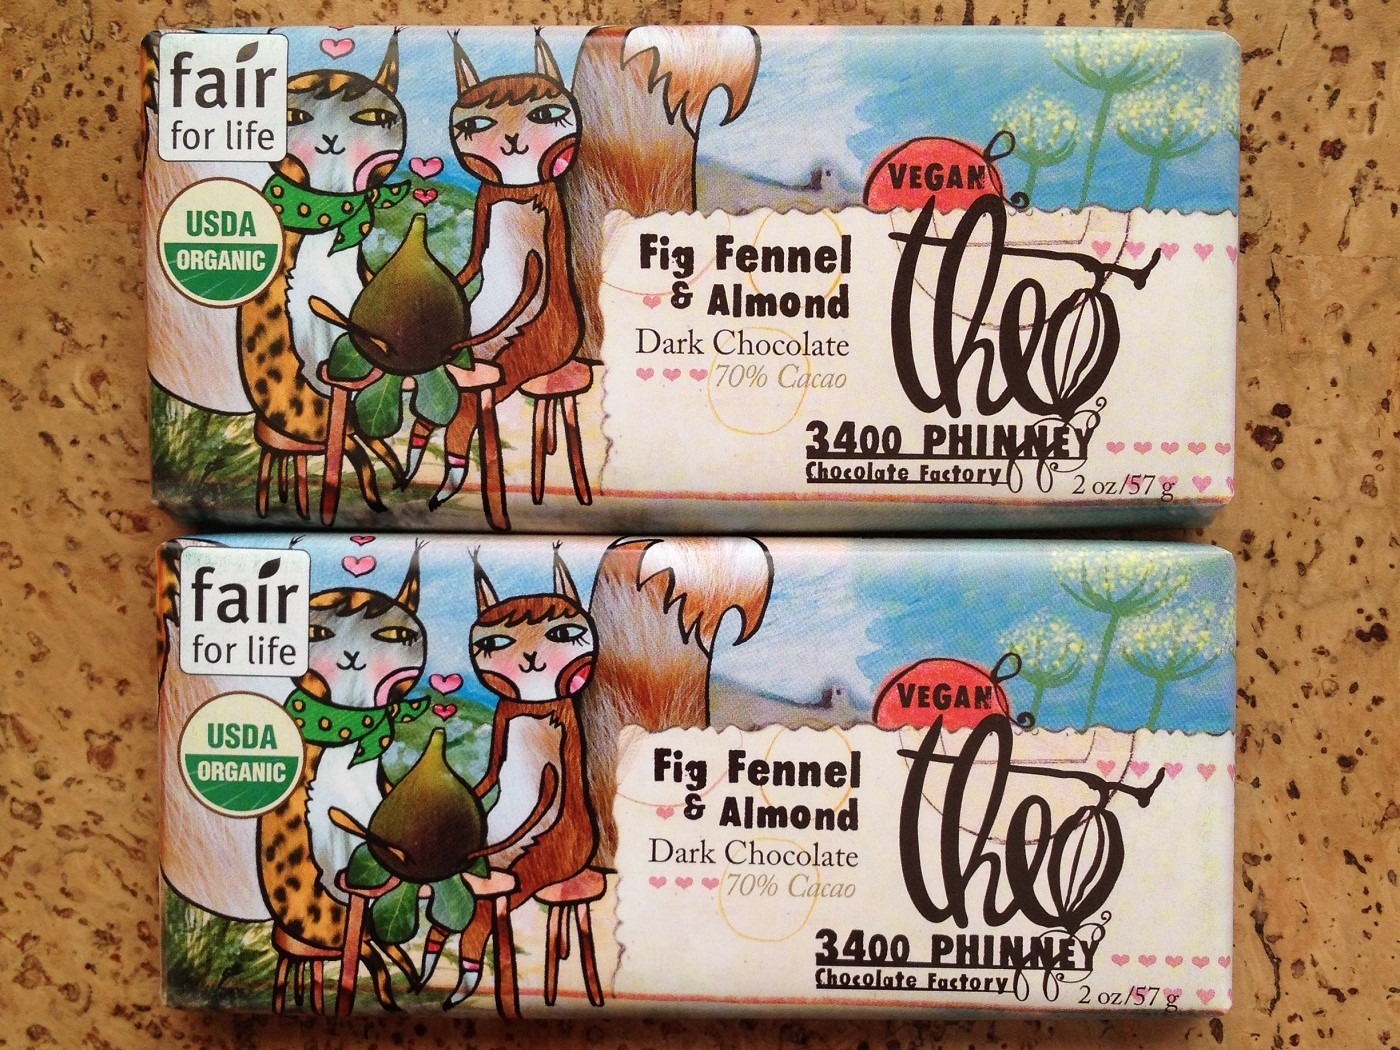 fair
for life
USDA
ORGANIC
VEGAN
theo
Fig Fennel
& Almond
Dark Chocolate
70% Cacao
3400 PHINNEY
Chocolate Factory
2 oz/57 g
fair
for life
USDA
ORGANIC
VEGAN
theo
Fig Fennel
& Almond
Dark Chocolate
70% Cacao
3400 PHINNEY
Chocolate Factory
2 oz/57 g